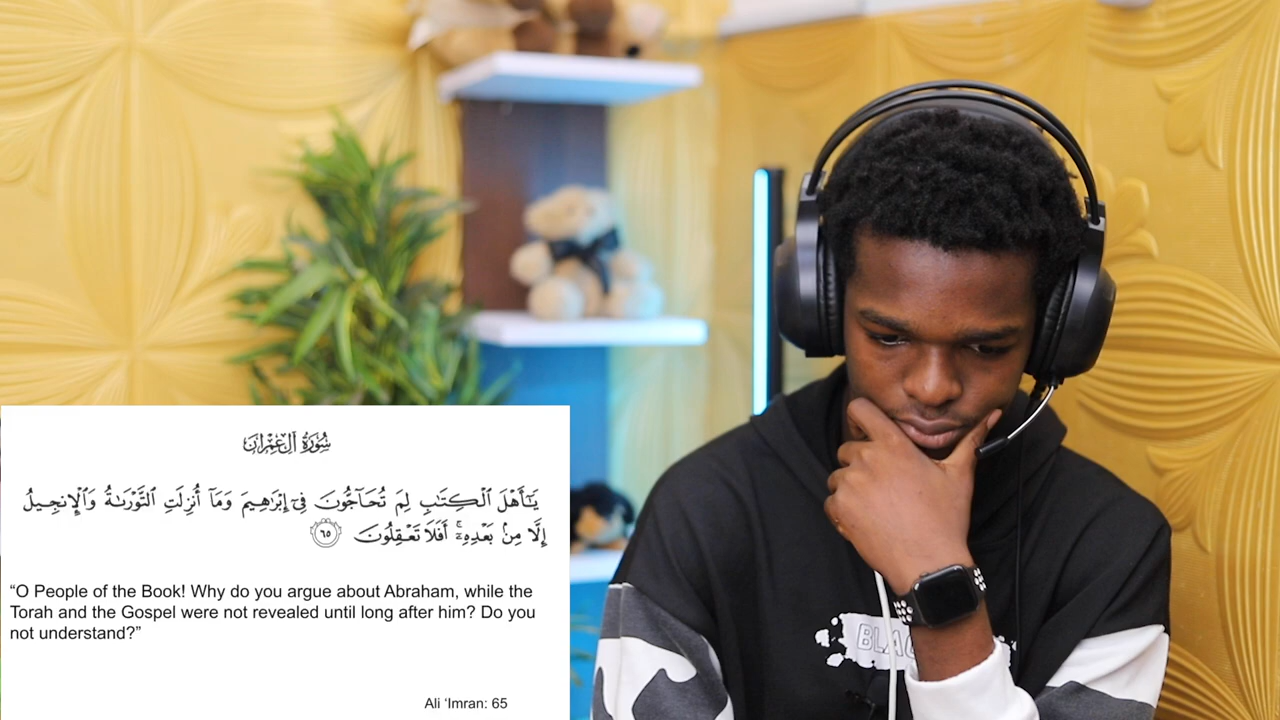 سُورَةُ آلِ عِمْرَان
يَـٰٓأَهْلَ ٱلْكِتَـٰبِ لِمَ تُحَآجُّونَ فِىٓ إِبْرَٰهِيمَ وَمَآ أُنزِلَتِ ٱلتَّوْرَىٰةُ وَٱلْإِنجِيلُ
إِلَّا مِنۢ بَعْدِهِۦٓ ۚ أَفَلَا تَعْقِلُونَ ٦٥
“O People of the Book! Why do you argue about Abraham, while the
Torah and the Gospel were not revealed until long after him? Do you
not understand?”
Ali ‘Imran: 65